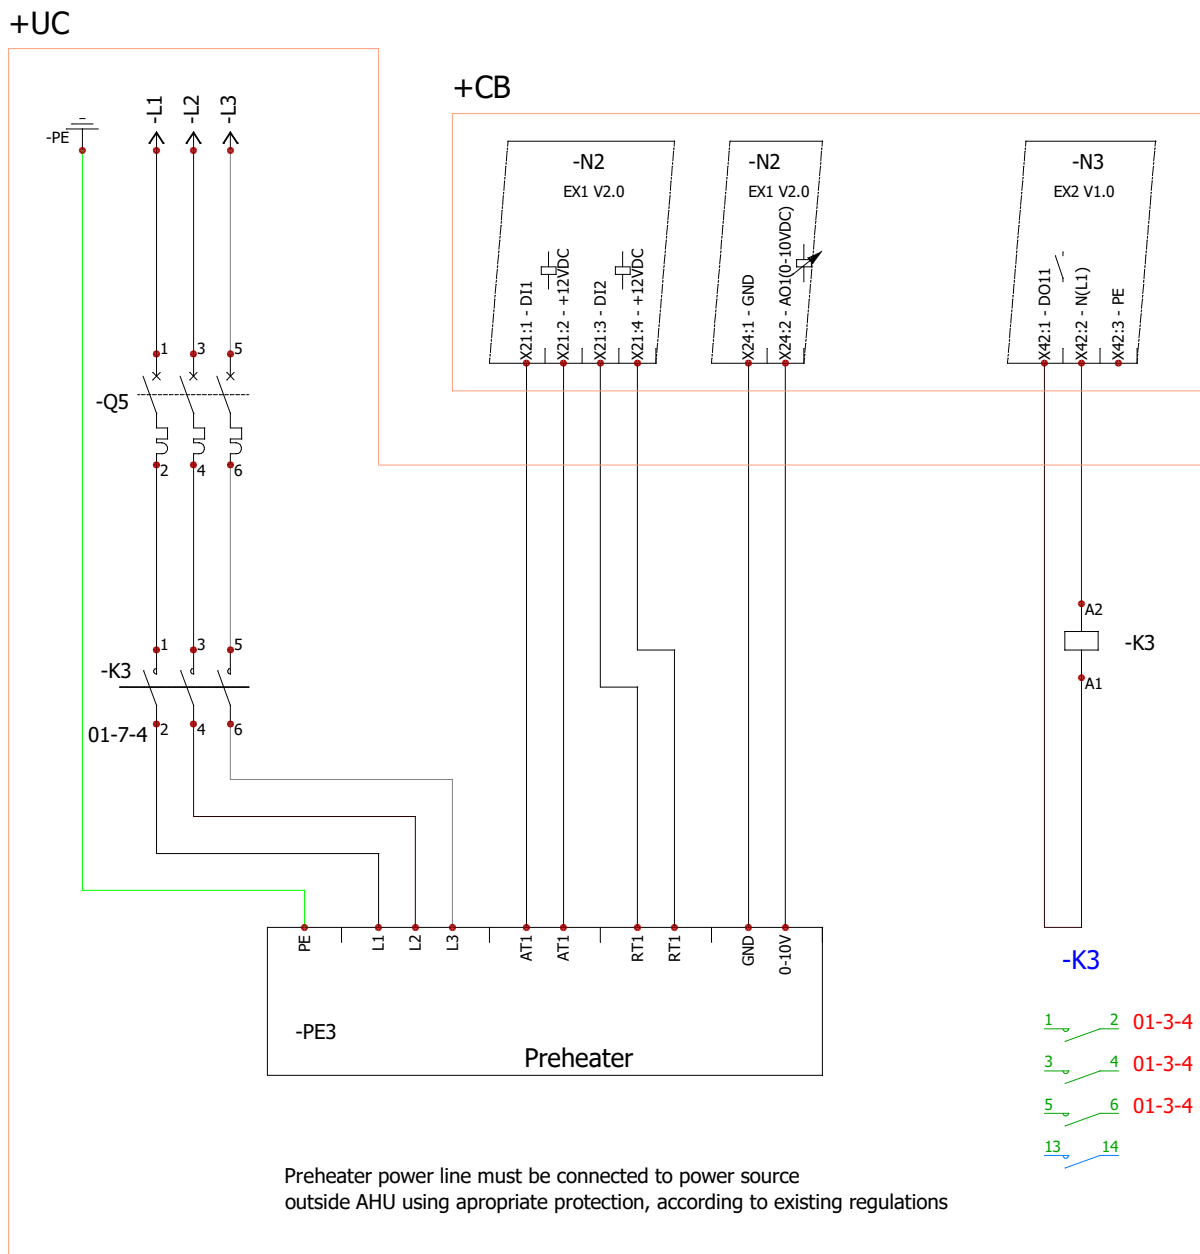 +UC
+CB
-PE
-L1
-L2
-L3
-N2
EX1 V2.0
X21:1 - DI1
X21:2 - +12VDC
X21:3 - DI2
X21:4 - +12VDC
-N2
EX1 V2.0
X24:1 - GND
X24:2 - AO1(0-10VDC)
-N3
EX2 V1.0
X42:1 - DO11
X42:2 - N(L1)
X42:3 - PE
1
3
5
-Q5
2
4
6
1
3
5
-K3
01-7-4
2
4
6
A2
-K3
A1
PE
L1
L2
L3
AT1
AT1
RT1
RT1
GND
0-10V
-PE3
Preheater
-K3
1 2 01-3-4
3 4 01-3-4
5 6 01-3-4
13 14
Preheater power line must be connected to power source
outside AHU using apropriate protection, according to existing regulations